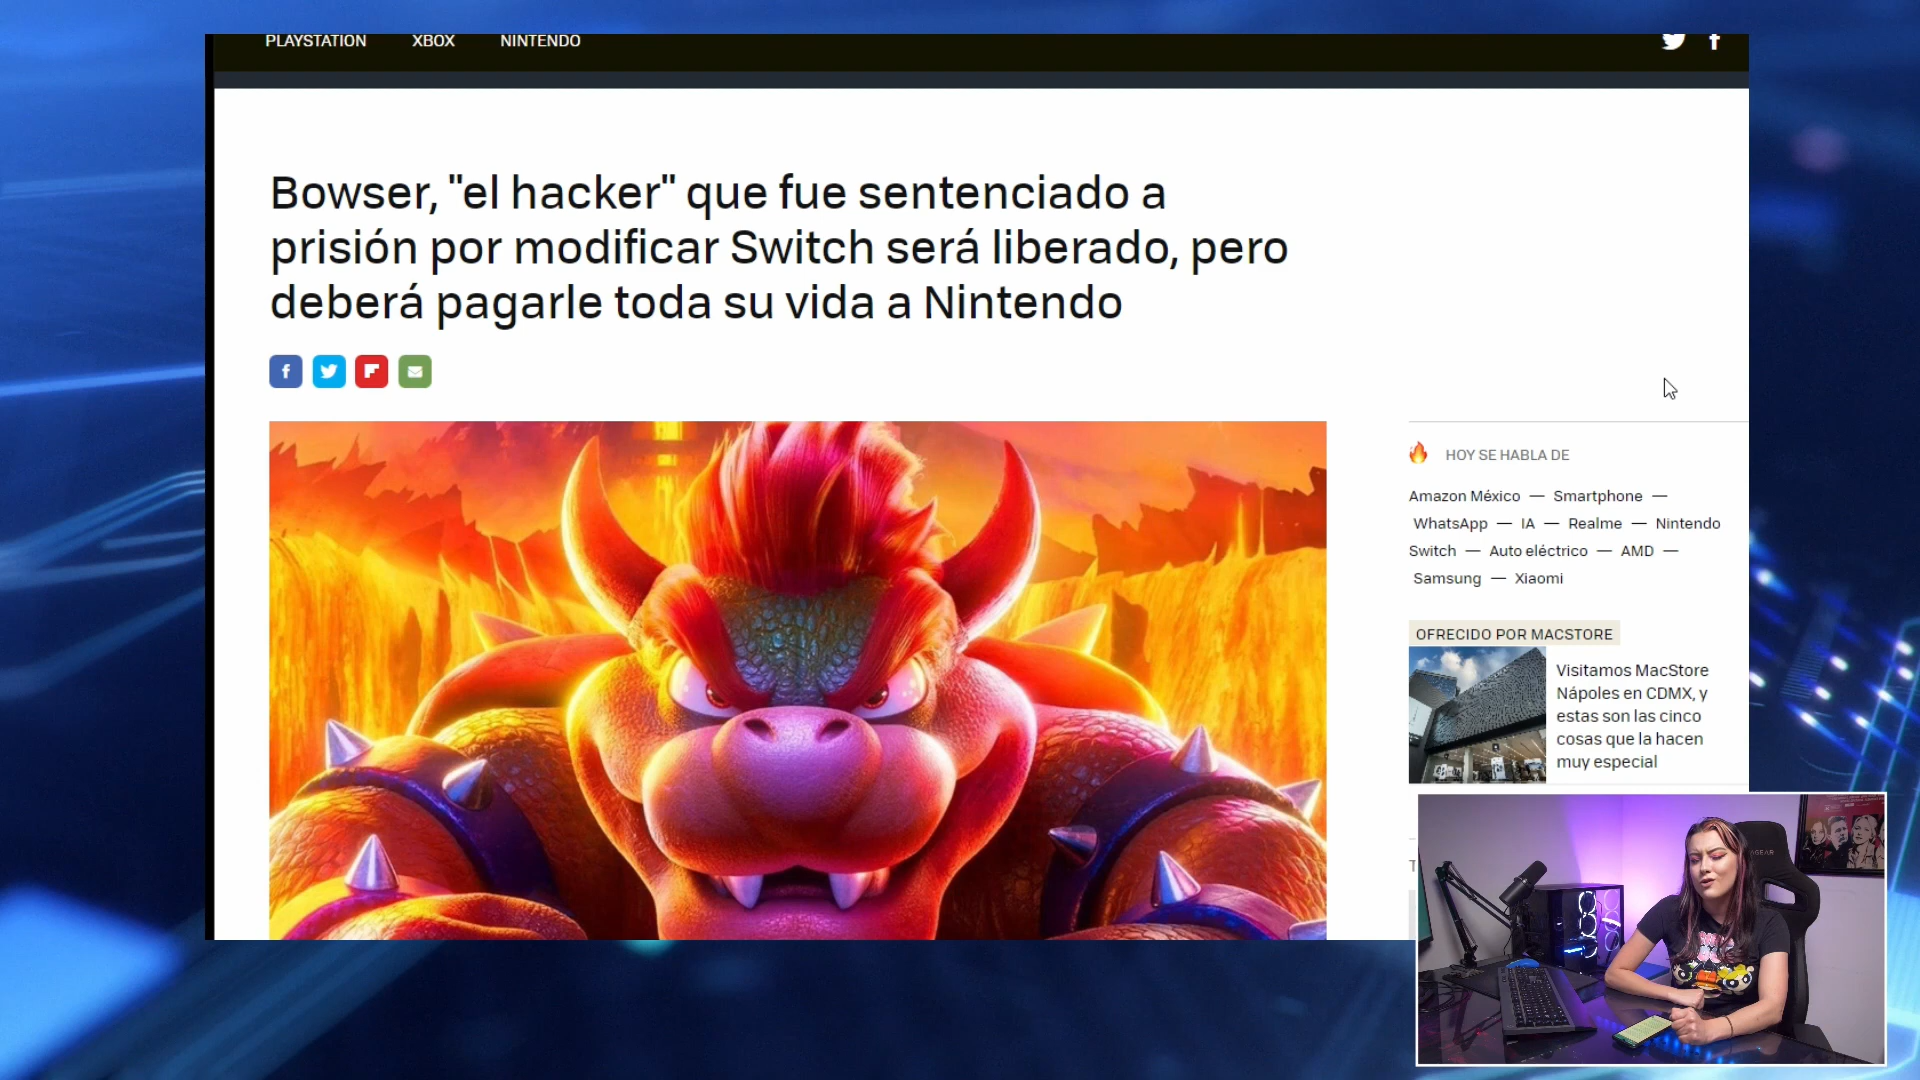 PLAYSTATION XBOX NINTENDO
Bowser, "el hacker" que fue sentenciado a
prisión por modificar Switch será liberado, pero
deberá pagarle toda su vida a Nintendo
HOY SE HABLA DE
Amazon México — Smartphone —
WhatsApp — IA — Realme — Nintendo
Switch — Auto eléctrico — AMD —
Samsung — Xiaomi
OFRECIDO POR MACSTORE
Visitamos MacStore
Nápoles en CDMX, y
estas son las cinco
cosas que la hacen
muy especial